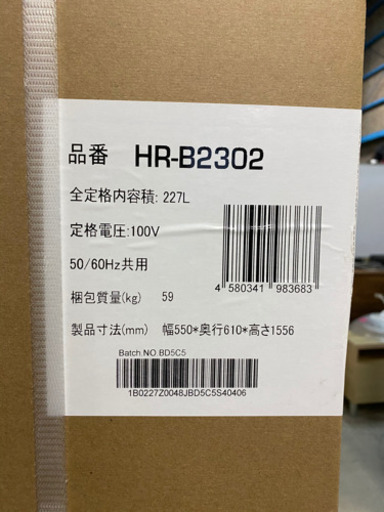 品番 HR-B2302
全定格内容積: 227L
定格電圧:100V
50/60Hz共用
梱包質量(kg) 59
4 580341 983683
製品寸法(mm) 幅550*奥行610*高さ1556
Batch.NO.BD5C5
1B0227Z0048JBD5C5S40406